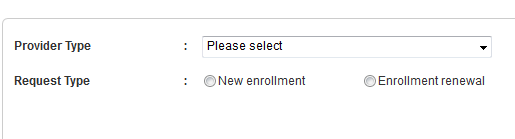 Provider Type : Please select
Request Type : New enrollment Enrollment renewal